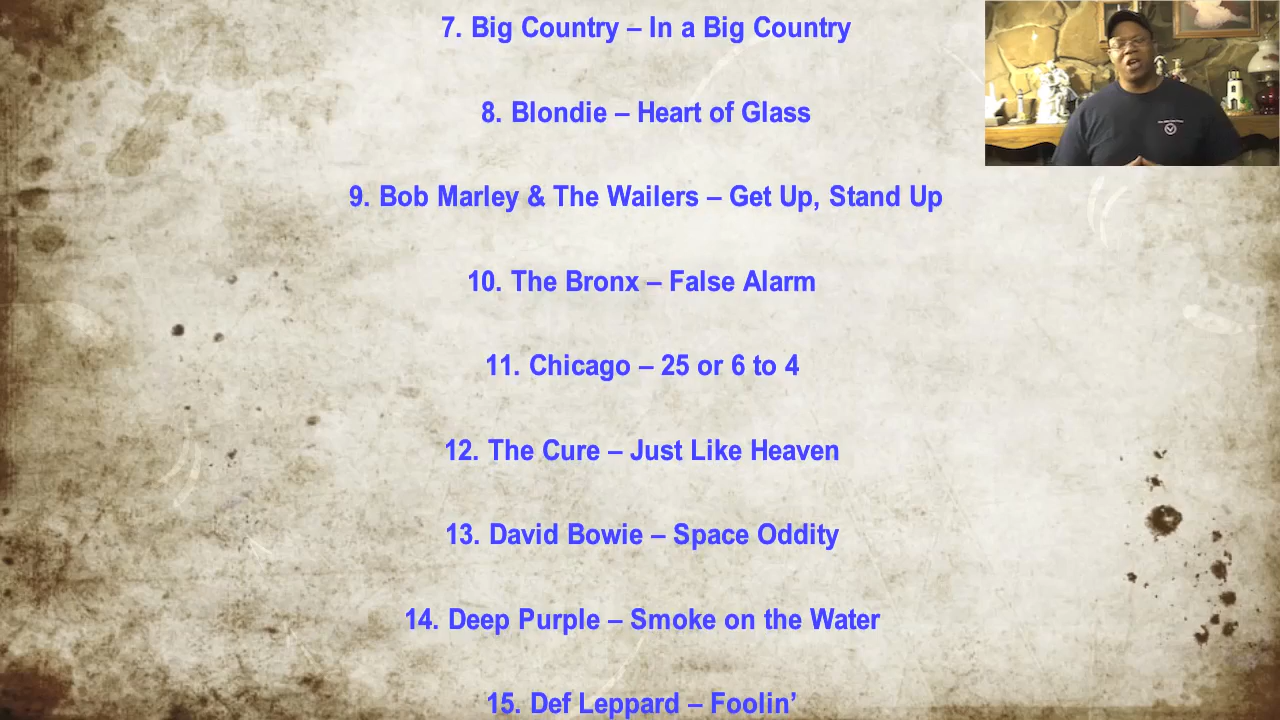 7. Big Country – In a Big Country
8. Blondie – Heart of Glass
9. Bob Marley & The Wailers – Get Up, Stand Up
10. The Bronx – False Alarm
11. Chicago – 25 or 6 to 4
12. The Cure – Just Like Heaven
13. David Bowie – Space Oddity
14. Deep Purple – Smoke on the Water
15. Def Leppard – Foolin’